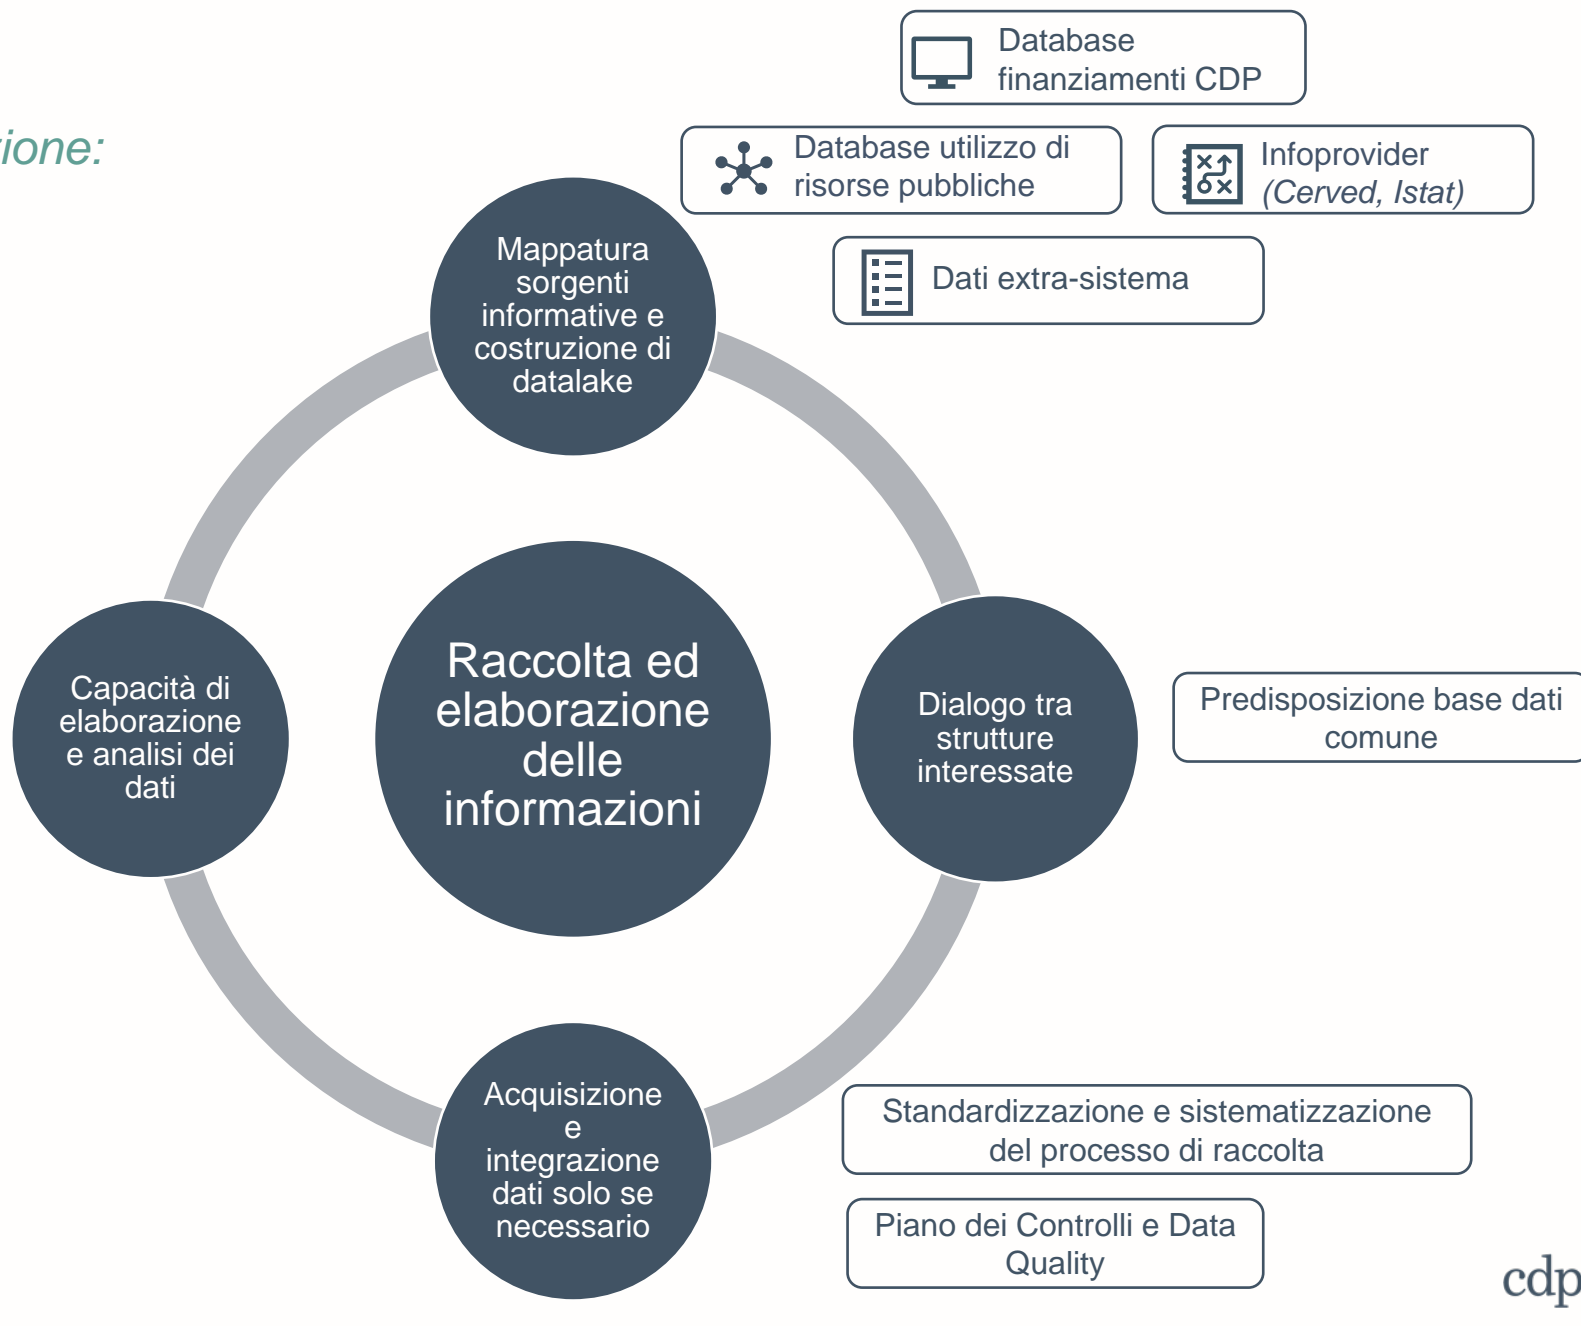 zione:
Database
finanziamenti CDP
Database utilizzo di
risorse pubbliche
Infoprovider
(Cerved, Istat)
Dati extra-sistema
Mappatura
sorgenti
informative e
costruzione di
datalake
Capacità di
elaborazione
e analisi dei
dati
Raccolta ed
elaborazione
delle
informazioni
Dialogo tra
strutture
interessate
Predisposizione base dati
comune
Acquisizione
e
integrazione
dati solo se
necessario
Standardizzazione e sistematizzazione
del processo di raccolta
Piano dei Controlli e Data
Quality
cdp